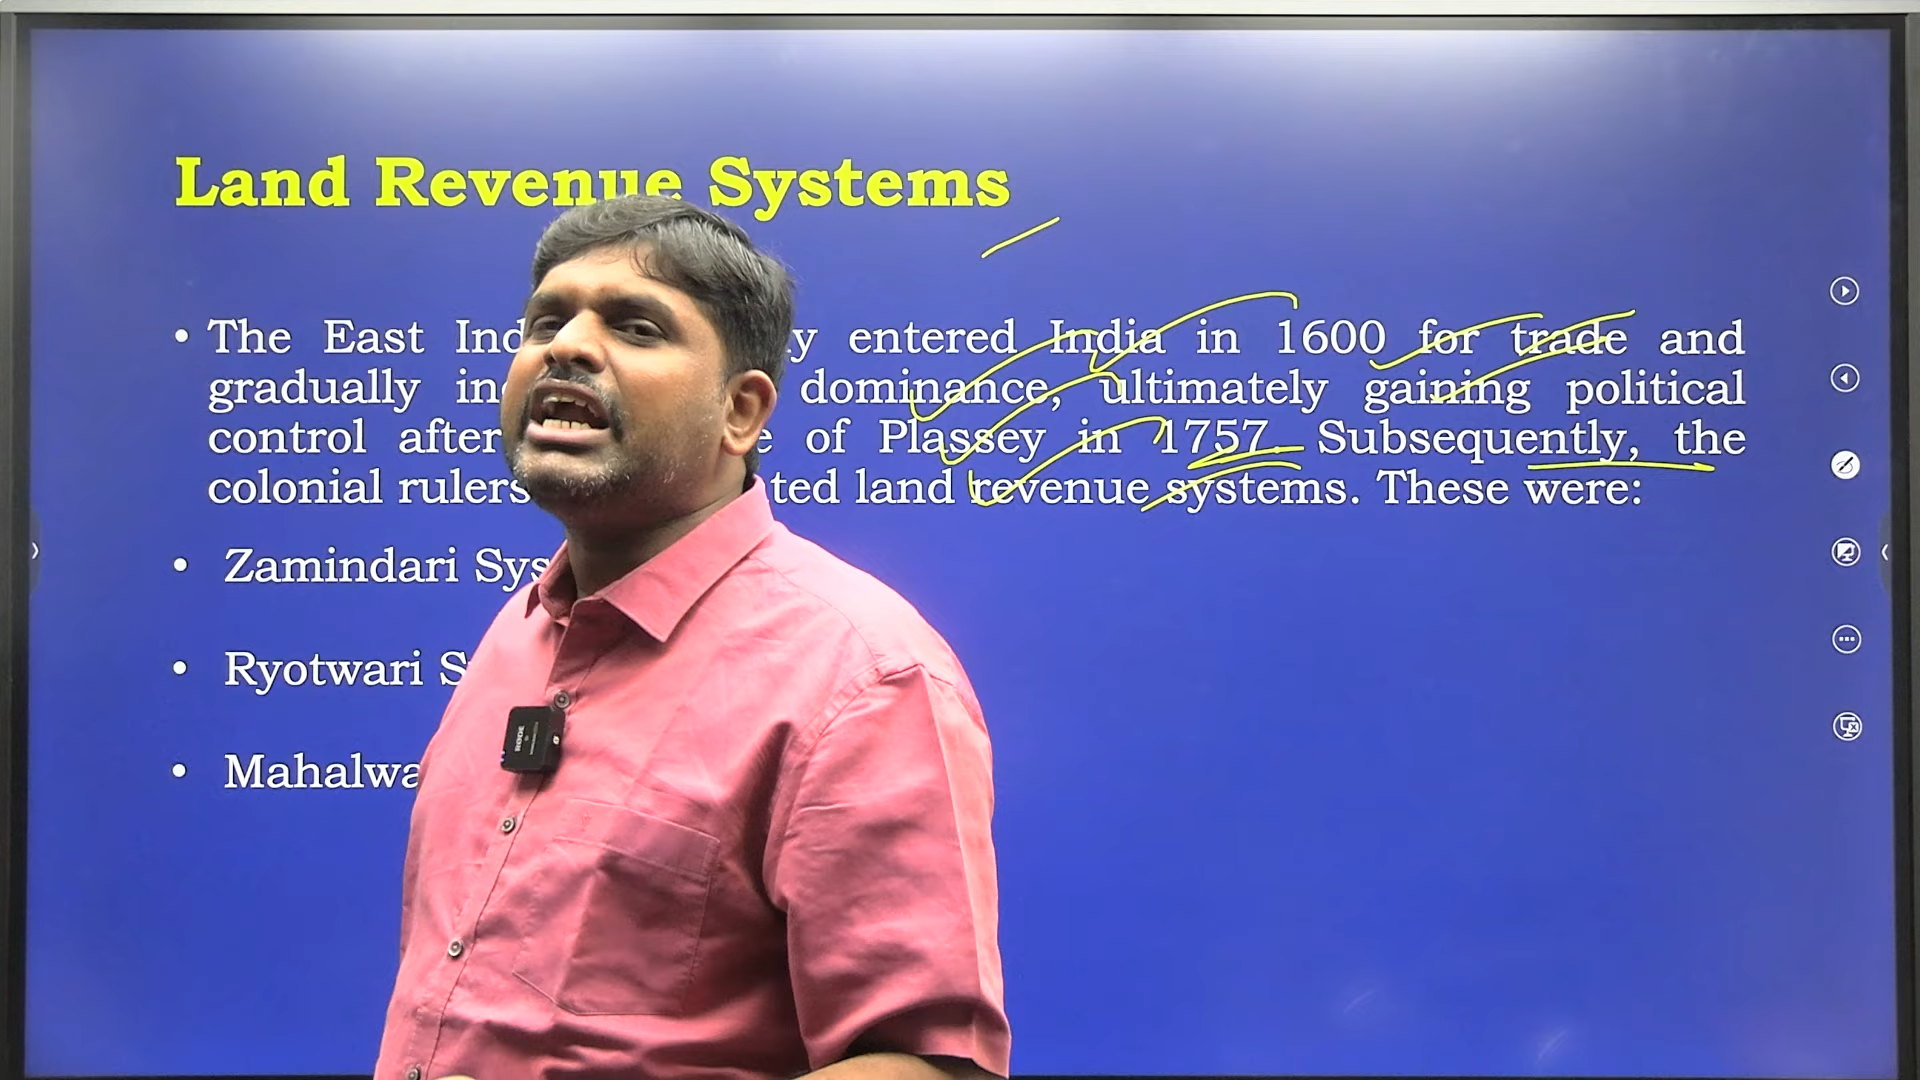 Land Revenue Systems
• The East Ind y entered India in 1600 for trade and
gradually in dominance, ultimately gaining political
control after e of Plassey in 1757. Subsequently, the
colonial rulers ted land revenue systems. These were:
• Zamindari Sys
• Ryotwari S
• Mahalwa
RODE